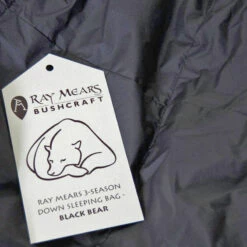 RAY MEARS
BUSHCRAFT
RAY MEARS 3-SEASON
DOWN SLEEPING BAG -
BLACK BEAR